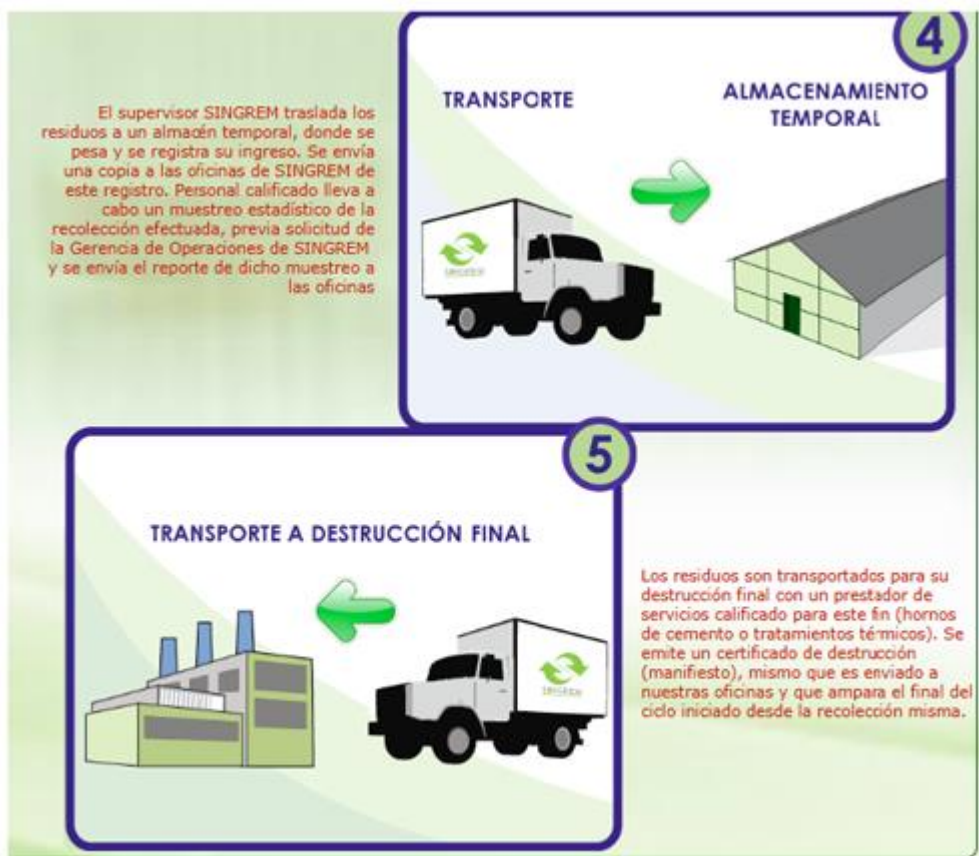 4
TRANSPORTE
ALMACENAMIENTO
TEMPORAL
El supervisor SINGREM traslada los
residuos a un almacén temporal, donde se
pesa y se registra su ingreso. Se envía
una copia a las oficinas de SINGREM de
este registro. Personal calificado lleva a
cabo un muestreo estadístico de la
recolección efectuada, previa solicitud de
la Gerencia de Operaciones de SINGREM
y se envía el reporte de dicho muestreo a
las oficinas
SINGREM
5
TRANSPORTE A DESTRUCCIÓN FINAL
Los residuos son transportados para su
destrucción final con un prestador de
servicios calificado para este fin (hornos
de cemento o tratamientos térmicos). Se
emite un certificado de destrucción
(manifiesto), mismo que es enviado a
nuestras oficinas y que ampara el final del
ciclo iniciado desde la recolección misma.
SINGREM